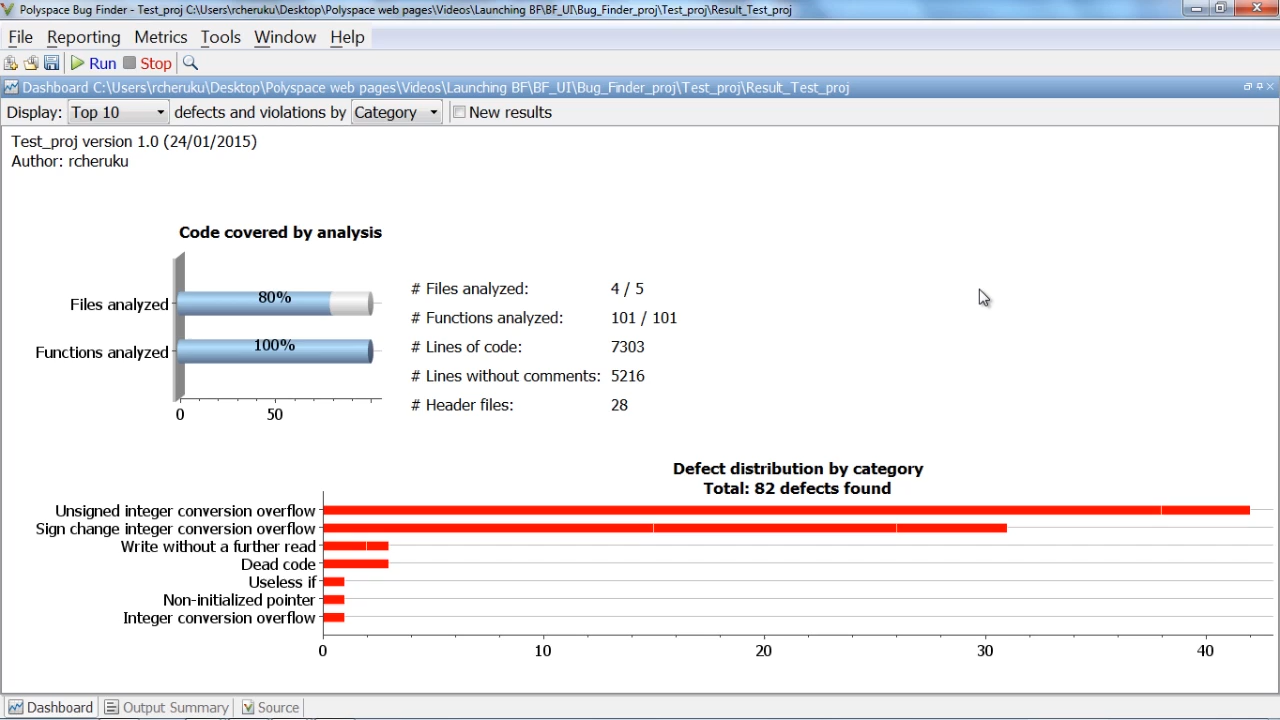 Polyspace Bug Finder - Test_proj C:\Users\rcheruku\Desktop\Polyspace web pages\Videos\Launching BF\BF_UI\Bug_Finder_proj\Test_proj\Result_Test_proj
File Reporting Metrics Tools Window Help
Run Stop
Dashboard C:\Users\rcheruku\Desktop\Polyspace web pages\Videos\Launching BF\BF_UI\Bug_Finder_proj\Test_proj\Result_Test_proj
Display: Top 10 defects and violations by Category New results
Test_proj version 1.0 (24/01/2015)
Author: rcheruku
Code covered by analysis
Files analyzed 80%
Functions analyzed 100%
0 50
# Files analyzed: 4 / 5
# Functions analyzed: 101 / 101
# Lines of code: 7303
# Lines without comments: 5216
# Header files: 28
Defect distribution by category
Total: 82 defects found
Unsigned integer conversion overflow
Sign change integer conversion overflow
Write without a further read
Dead code
Useless if
Non-initialized pointer
Integer conversion overflow
0 10 20 30 40
Dashboard Output Summary Source